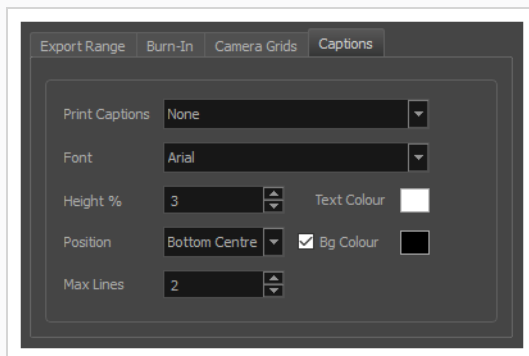 Export Range Burn-In Camera Grids Captions
Print Captions None
Font Arial
Height % 3 Text Colour
Position Bottom Centre Bg Colour
Max Lines 2